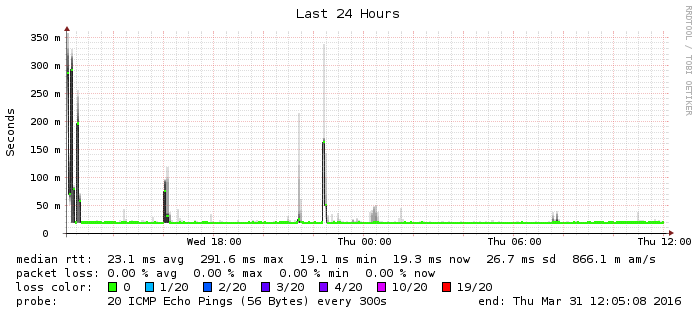 Last 24 Hours
RRDTOOL / TOBI OETIKER
Seconds
350 m
300 m
250 m
200 m
150 m
100 m
50 m
0
Wed 18:00 Thu 00:00 Thu 06:00 Thu 12:00
median rtt: 23.1 ms avg 291.6 ms max 19.1 ms min 19.3 ms now 26.7 ms sd 866.1 m am/s
packet loss: 0.00 % avg 0.00 % max 0.00 % min 0.00 % now
loss color: 0 1/20 2/20 3/20 4/20 10/20 19/20
probe: 20 ICMP Echo Pings (56 Bytes) every 300s end: Thu Mar 31 12:05:08 2016